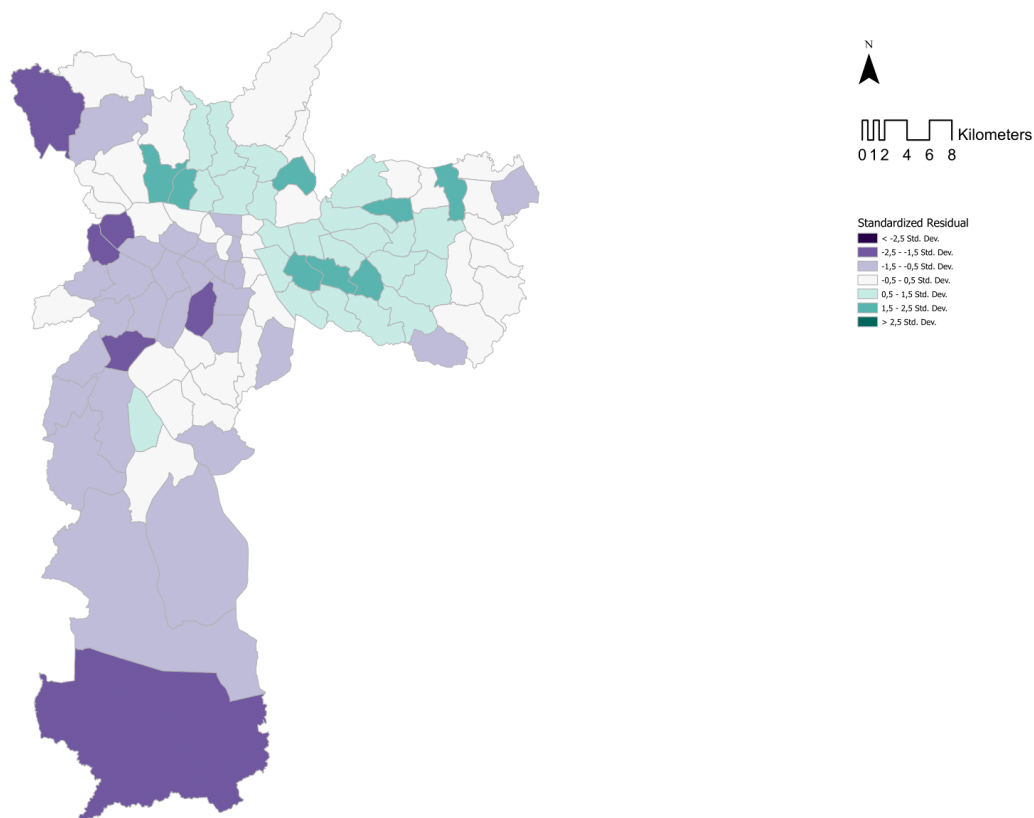 N
Kilometers
0 1 2 4 6 8
Standardized Residual
< -2,5 Std. Dev.
-2,5 - -1,5 Std. Dev.
-1,5 - -0,5 Std. Dev.
-0,5 - 0,5 Std. Dev.
0,5 - 1,5 Std. Dev.
1,5 - 2,5 Std. Dev.
> 2,5 Std. Dev.